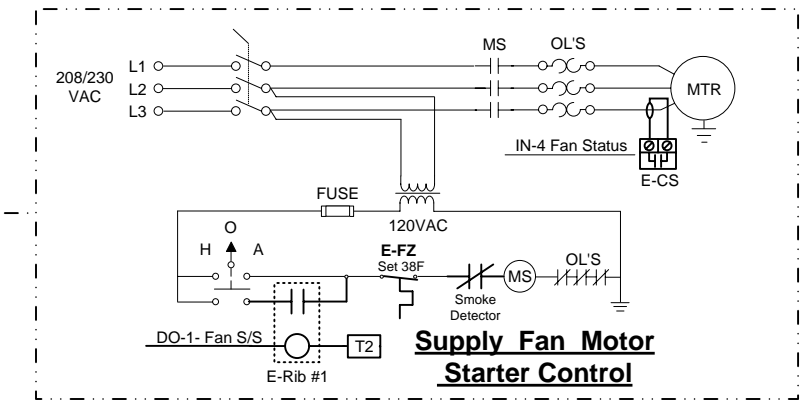 MS
OL'S
208/230
VAC
L1
L2
L3
MTR
IN-4 Fan Status
E-CS
FUSE
120VAC
O
H
A
E-FZ
Set 38F
OL'S
MS
Smoke
Detector
DO-1- Fan S/S
T2
E-Rib #1
Supply Fan Motor
Starter Control